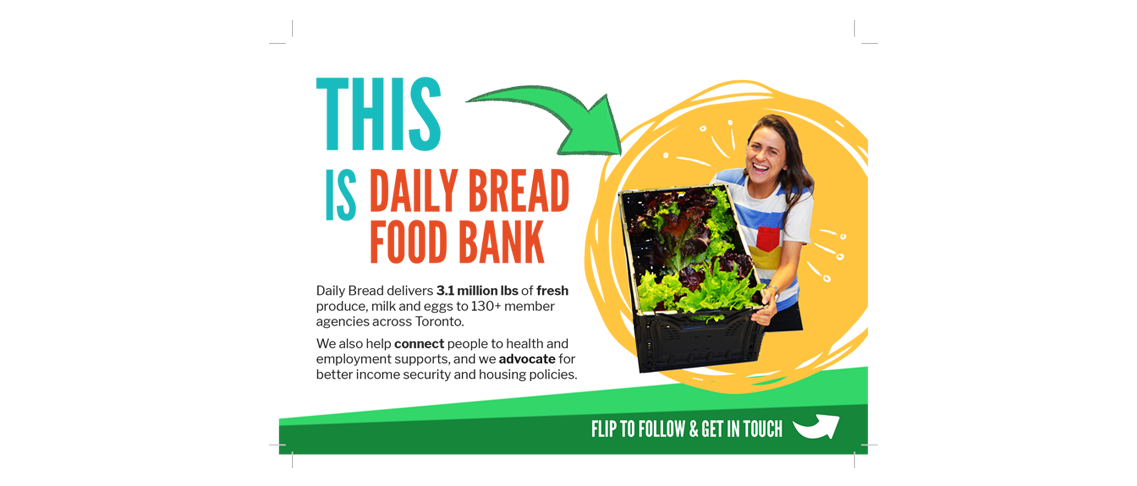 THIS
IS DAILY BREAD
FOOD BANK
Daily Bread delivers 3.1 million lbs of fresh
produce, milk and eggs to 130+ member
agencies across Toronto.
We also help connect people to health and
employment supports, and we advocate for
better income security and housing policies.
FLIP TO FOLLOW & GET IN TOUCH